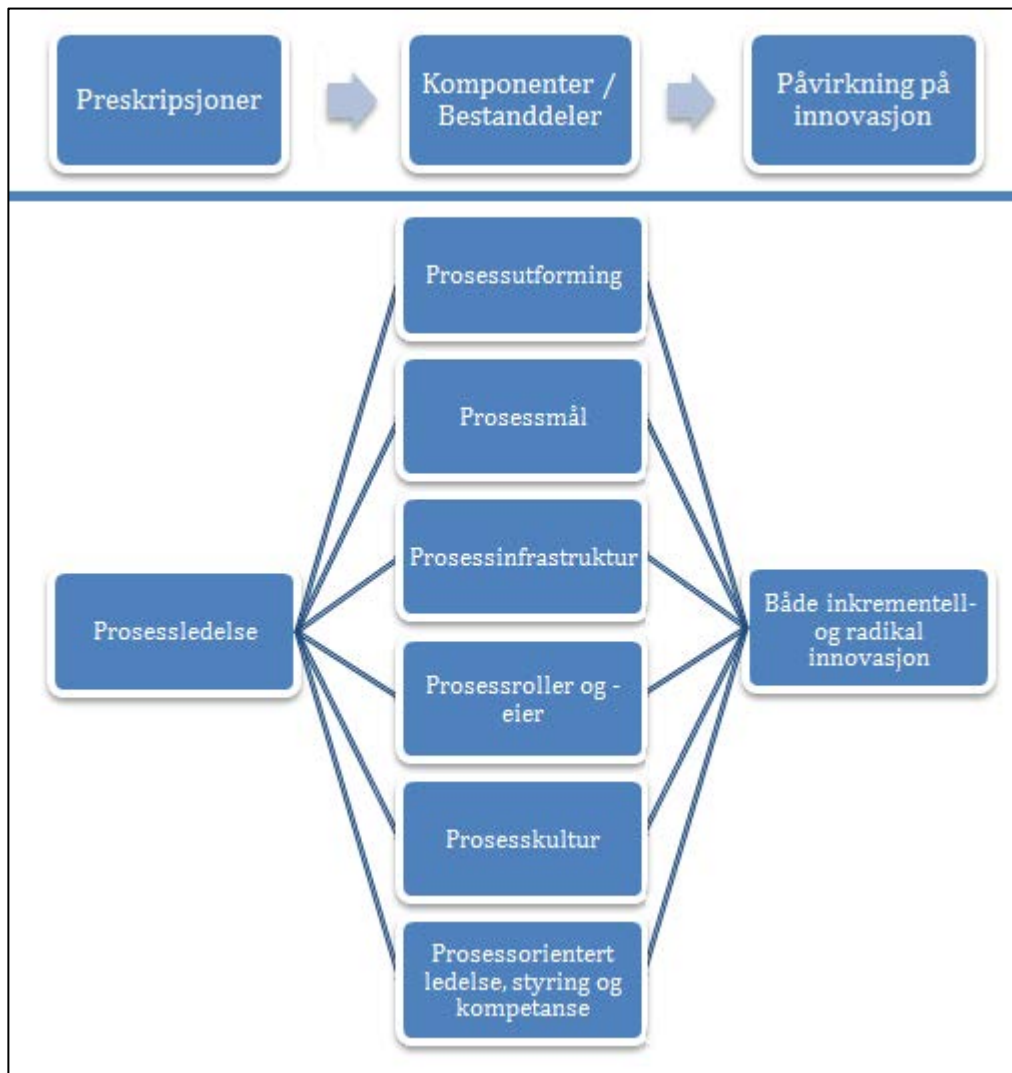 Preskripsjoner
Komponenter /
Bestanddeler
Påvirkning på
innovasjon
Prosessutforming
Prosessmål
Prosessinfrastruktur
Prosessledelse
Både inkrementell-
og radikal
innovasjon
Prosessroller og -
eier
Prosesskultur
Prosessorientert
ledelse, styring og
kompetanse